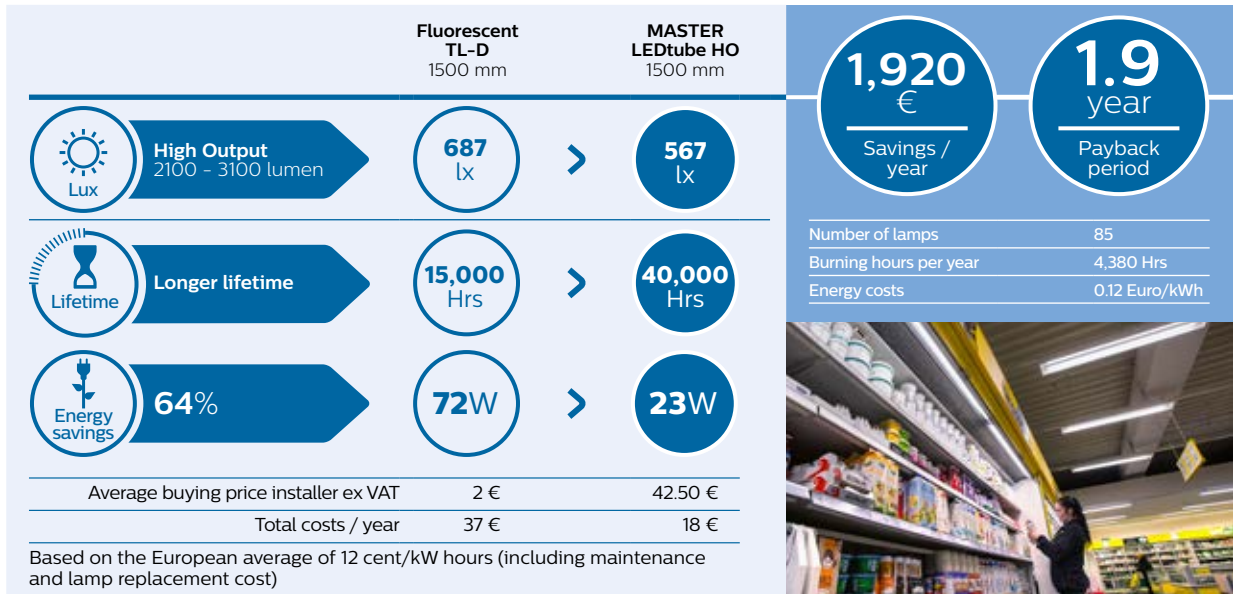 Fluorescent
TL-D
1500 mm
MASTER
LEDtube HO
1500 mm
Lux
High Output
2100 - 3100 lumen
687
lx
>
567
lx
Lifetime
Longer lifetime
15,000
Hrs
>
40,000
Hrs
Energy
savings
64%
72W
>
23W
Average buying price installer ex VAT 2 € 42.50 €
Total costs / year 37 € 18 €
Based on the European average of 12 cent/kW hours (including maintenance
and lamp replacement cost)
1,920
€
Savings /
year
1.9
year
Payback
period
Number of lamps 85
Burning hours per year 4,380 Hrs
Energy costs 0.12 Euro/kWh